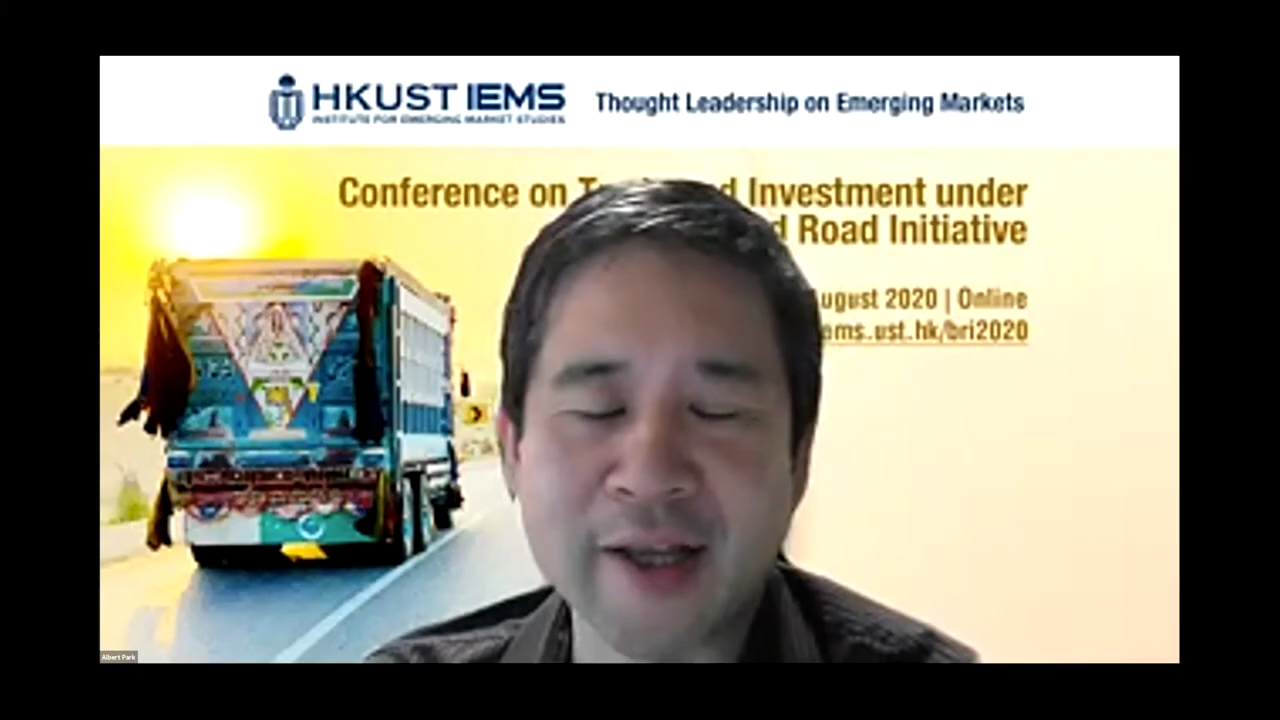 HKUST IEMS
INSTITUTE FOR EMERGING MARKET STUDIES
Thought Leadership on Emerging Markets
Conference on Investment under
Road Initiative
August 2020 | Online
iems.ust.hk/bri2020
Albert Park